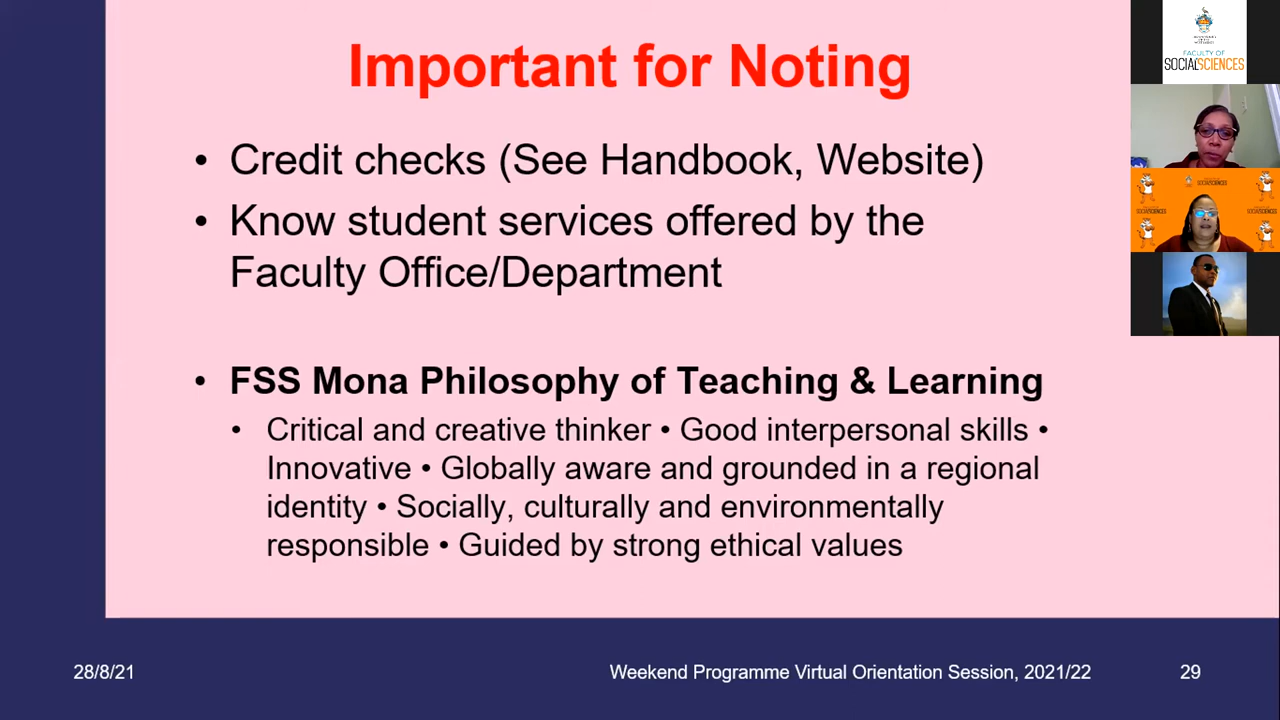 Important for Noting
• Credit checks (See Handbook, Website)
• Know student services offered by the
Faculty Office/Department
• FSS Mona Philosophy of Teaching & Learning
• Critical and creative thinker • Good interpersonal skills •
Innovative • Globally aware and grounded in a regional
identity • Socially, culturally and environmentally
responsible • Guided by strong ethical values
28/8/21
Weekend Programme Virtual Orientation Session, 2021/22
29
FACULTY OF
SOCIALSCIENCES
SOCIALSCIENCES